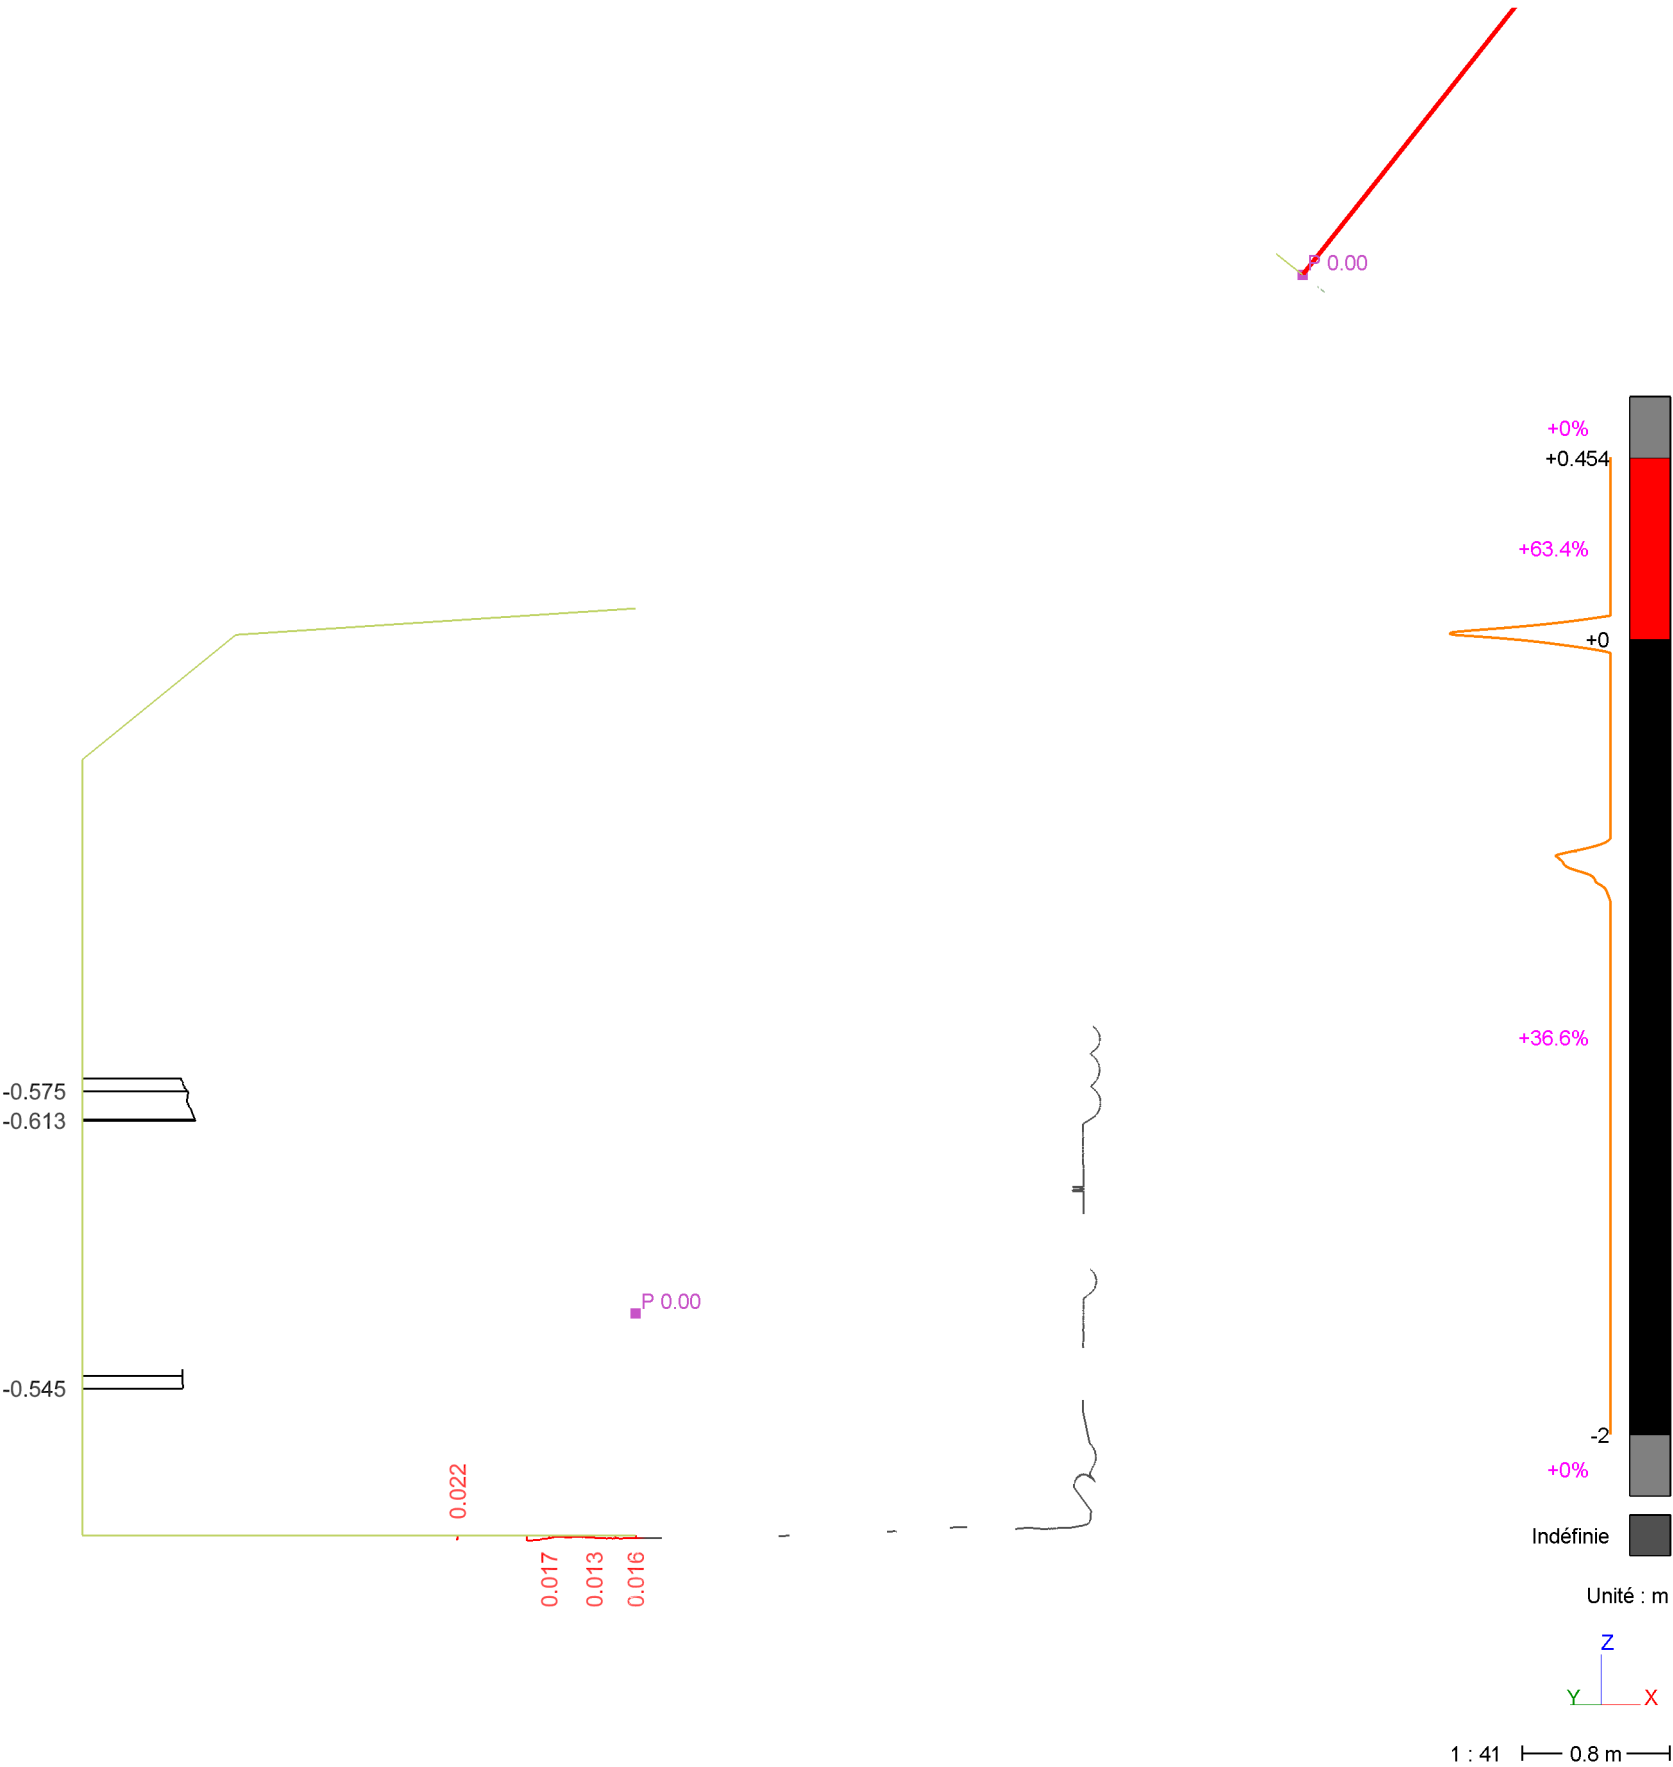 P 0.00
+0%
+0.454
+63.4%
+0
+36.6%
-0.575
-0.613
P 0.00
-0.545
-2
0.022
+0%
Indéfinie
0.017
0.013
0.016
Unité : m
Z
Y
X
1 : 41
0.8 m